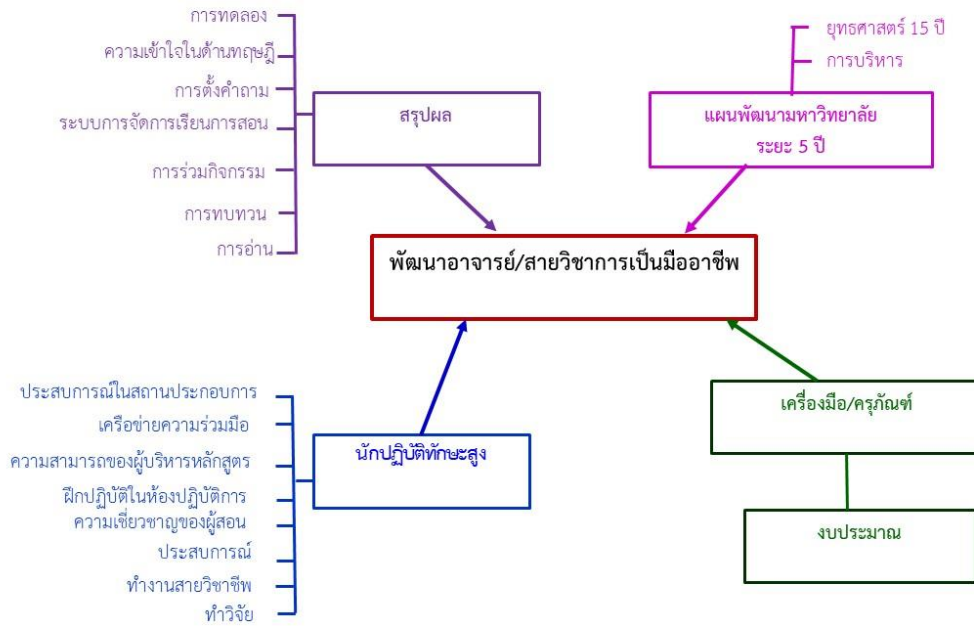 การทดลอง
ความเข้าใจในด้านทฤษฎี
การตั้งคำถาม
ระบบการจัดการเรียนการสอน
การร่วมกิจกรรม
การทบทวน
การอ่าน
สรุปผล
ยุทธศาสตร์ 15 ปี
การบริหาร
แผนพัฒนามหาวิทยาลัย
ระยะ 5 ปี
พัฒนาอาจารย์/สายวิชาการเป็นมืออาชีพ
ประสบการณ์ในสถานประกอบการ
เครือข่ายความร่วมมือ
ความสามารถของผู้บริหารหลักสูตร
ฝึกปฏิบัติในห้องปฏิบัติการ
ความเชี่ยวชาญของผู้สอน
ประสบการณ์
ทำงานสายวิชาชีพ
ทำวิจัย
นักปฏิบัติทักษะสูง
เครื่องมือ/ครุภัณฑ์
งบประมาณ